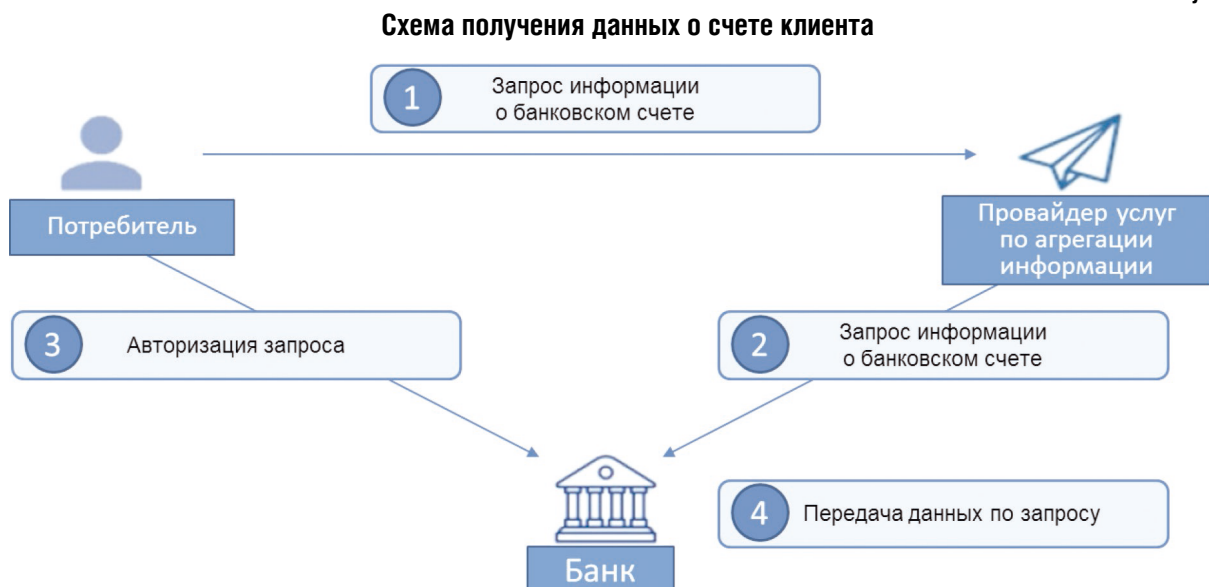 Схема получения данных о счете клиента
1
Запрос информации
о банковском счете
Потребитель
Провайдер услуг
по агрегации
информации
3
Авторизация запроса
2
Запрос информации
о банковском счете
4
Передача данных по запросу
Банк